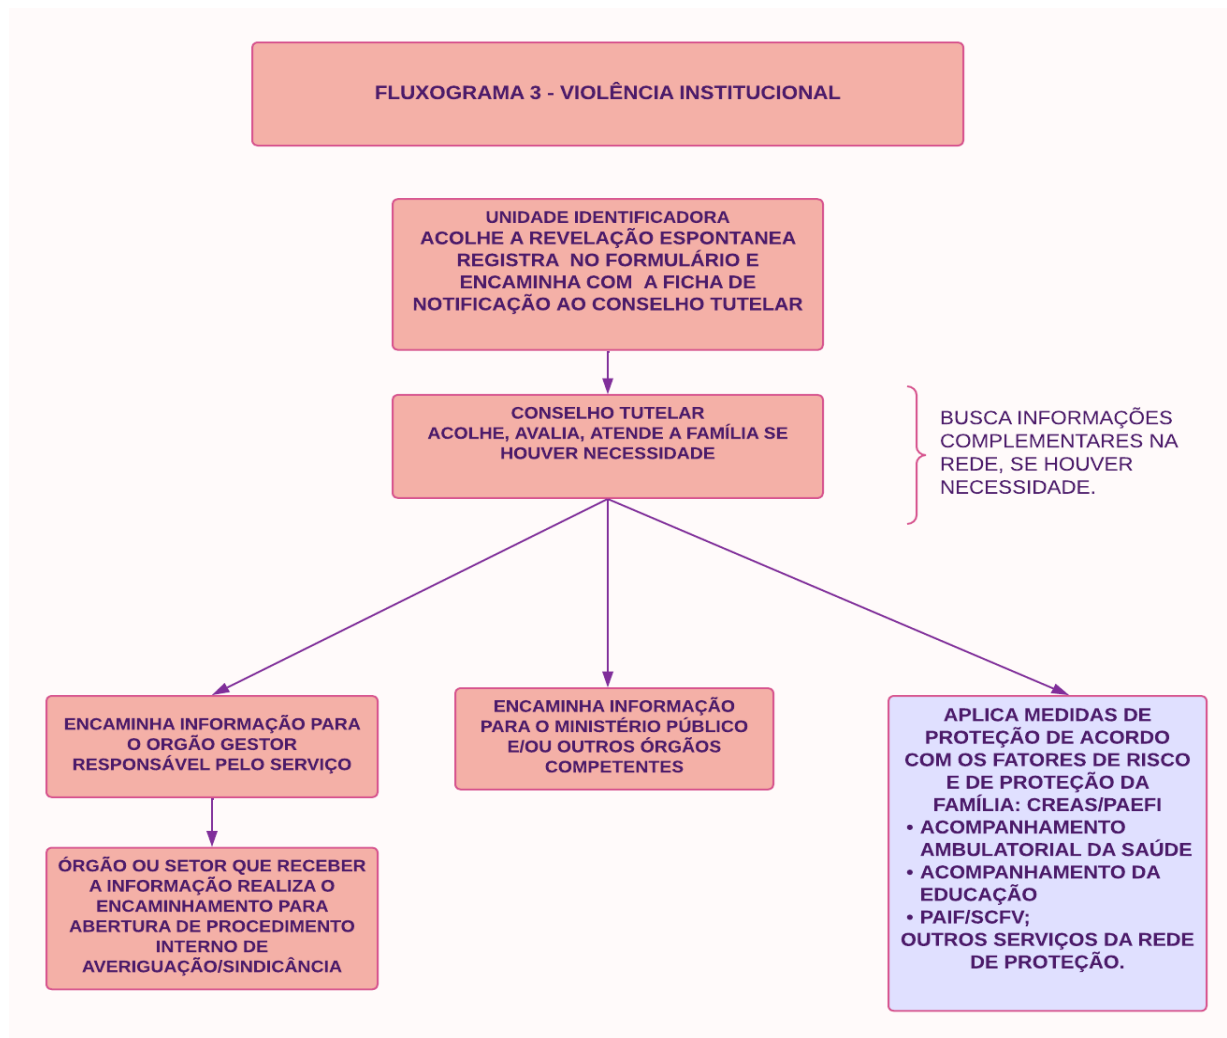 FLUXOGRAMA 3 - VIOLÊNCIA INSTITUCIONAL
UNIDADE IDENTIFICADORA
ACOLHE A REVELAÇÃO ESPONTANEA
REGISTRA  NO FORMULÁRIO E
ENCAMINHA COM  A FICHA DE
NOTIFICAÇÃO AO CONSELHO TUTELAR
CONSELHO TUTELAR
ACOLHE, AVALIA, ATENDE A FAMÍLIA SE
HOUVER NECESSIDADE
BUSCA INFORMAÇÕES
COMPLEMENTARES NA
REDE, SE HOUVER
NECESSIDADE.
ENCAMINHA INFORMAÇÃO PARA
O ORGÃO GESTOR
RESPONSÁVEL PELO SERVIÇO
ÓRGÃO OU SETOR QUE RECEBER
A INFORMAÇÃO REALIZA O
ENCAMINHAMENTO PARA
ABERTURA DE PROCEDIMENTO
INTERNO DE
AVERIGUAÇÃO/SINDICÂNCIA
ENCAMINHA INFORMAÇÃO
PARA O MINISTÉRIO PÚBLICO
E/OU OUTROS ÓRGÃOS
COMPETENTES
APLICA MEDIDAS DE
PROTEÇÃO DE ACORDO
COM OS FATORES DE RISCO
E DE PROTEÇÃO DA
FAMÍLIA: CREAS/PAEFI
• ACOMPANHAMENTO
AMBULATORIAL DA SAÚDE
• ACOMPANHAMENTO DA
EDUCAÇÃO
• PAIF/SCFV;
OUTROS SERVIÇOS DA REDE
DE PROTEÇÃO.